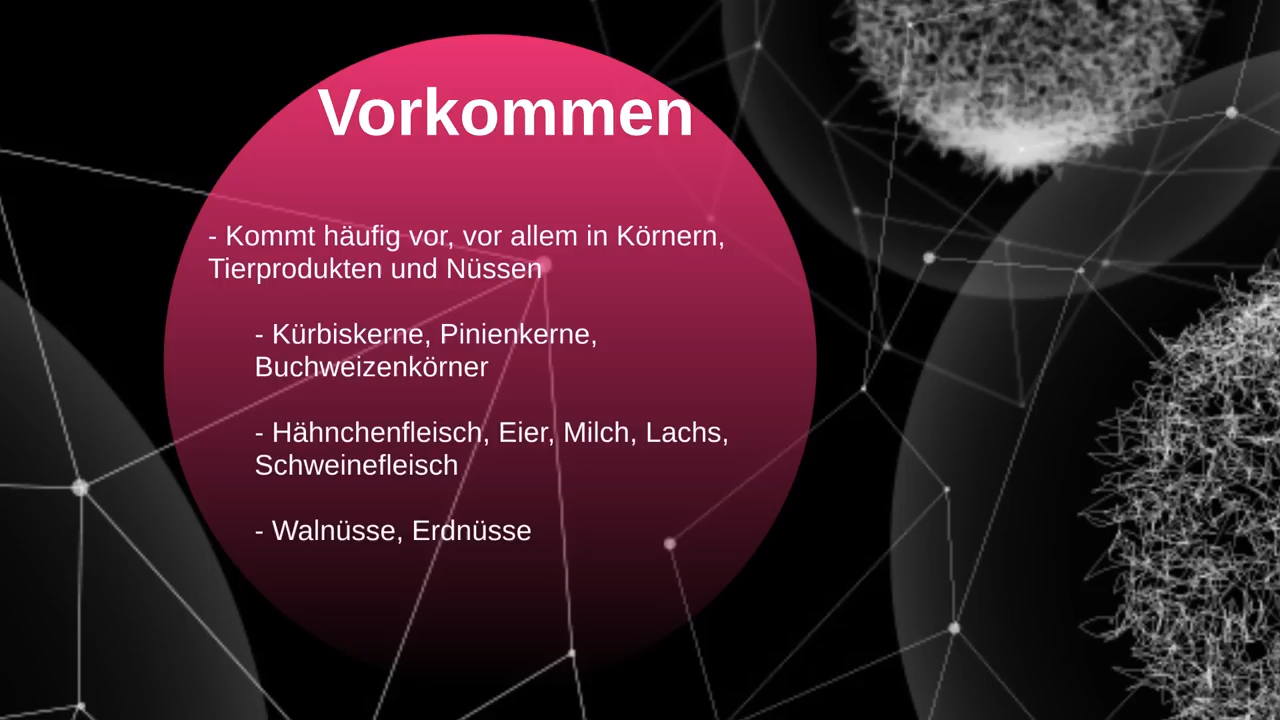 Vorkommen
- Kommt häufig vor, vor allem in Körnern,
Tierprodukten und Nüssen
- Kürbiskerne, Pinienkerne,
Buchweizenkörner
- Hähnchenfleisch, Eier, Milch, Lachs,
Schweinefleisch
- Walnüsse, Erdnüsse